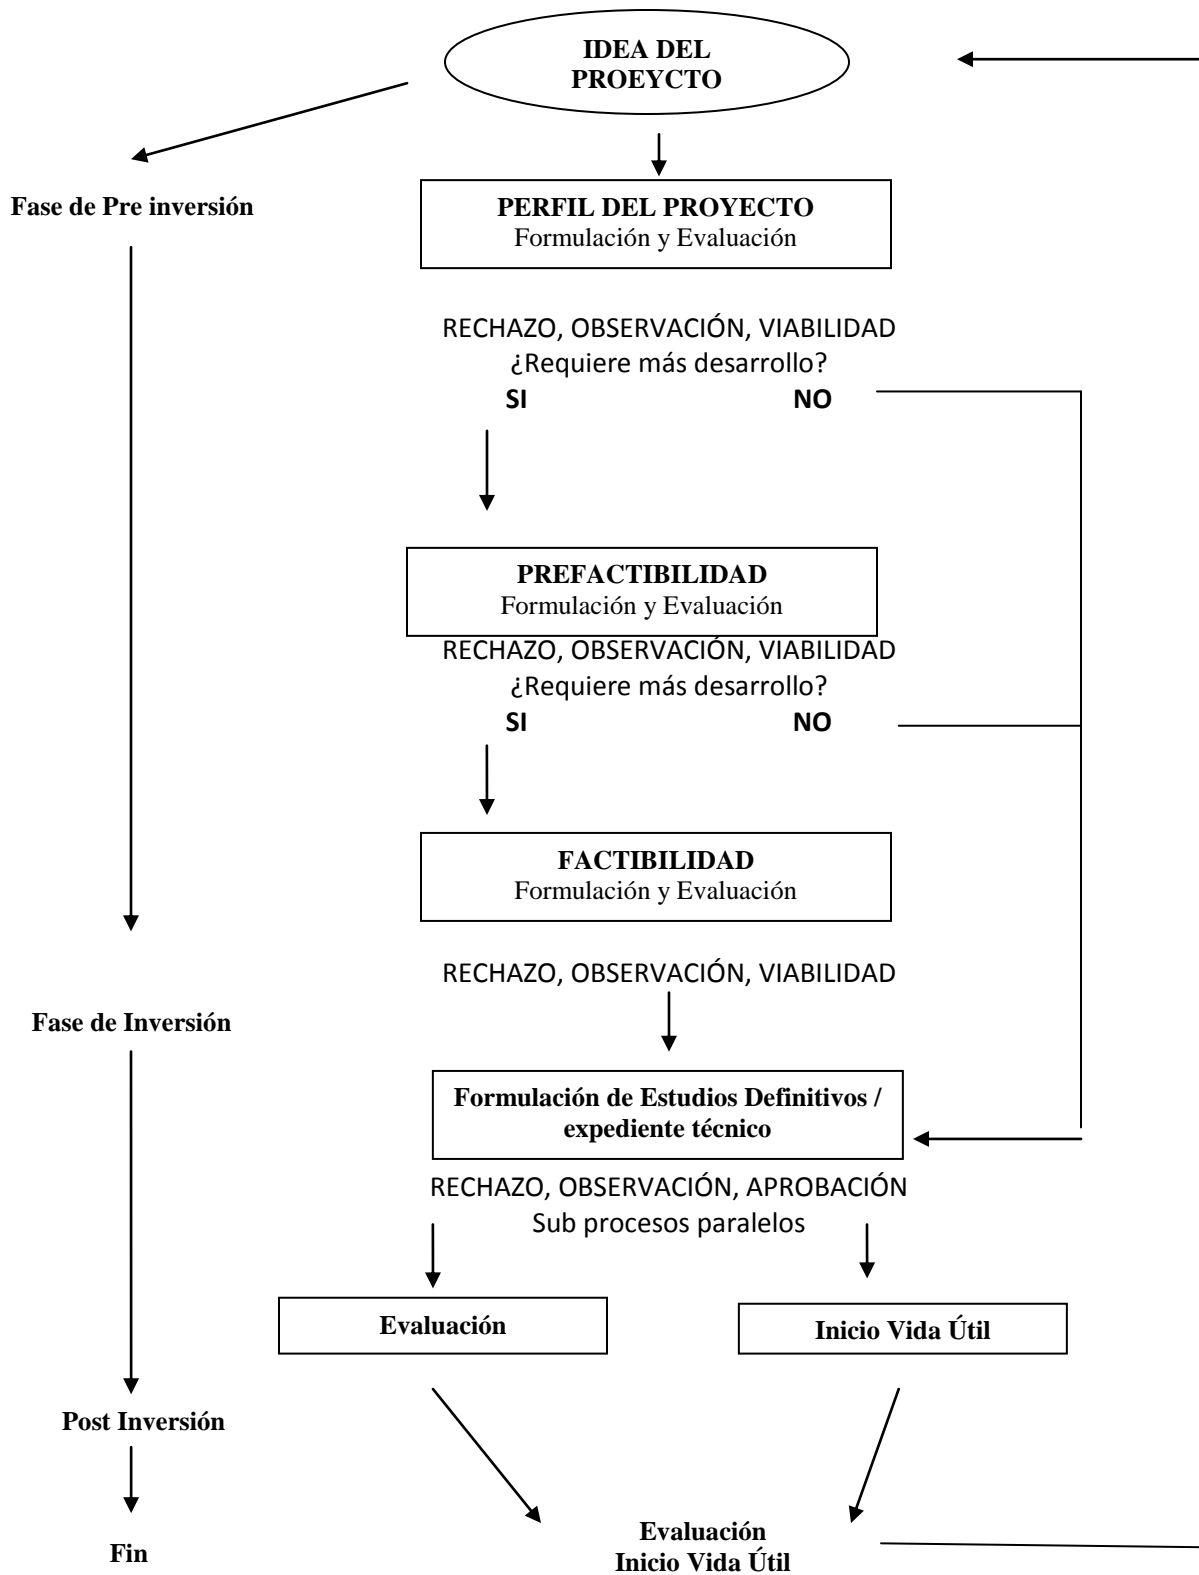 IDEA DEL
PROEYCTO
Fase de Pre inversión
PERFIL DEL PROYECTO
Formulación y Evaluación
RECHAZO, OBSERVACIÓN, VIABILIDAD
¿Requiere más desarrollo?
SI NO
PREFACTIBILIDAD
Formulación y Evaluación
RECHAZO, OBSERVACIÓN, VIABILIDAD
¿Requiere más desarrollo?
SI NO
FACTIBILIDAD
Formulación y Evaluación
RECHAZO, OBSERVACIÓN, VIABILIDAD
Fase de Inversión
Formulación de Estudios Definitivos /
expediente técnico
RECHAZO, OBSERVACIÓN, APROBACIÓN
Sub procesos paralelos
Evaluación
Inicio Vida Útil
Post Inversión
Evaluación
Inicio Vida Útil
Fin